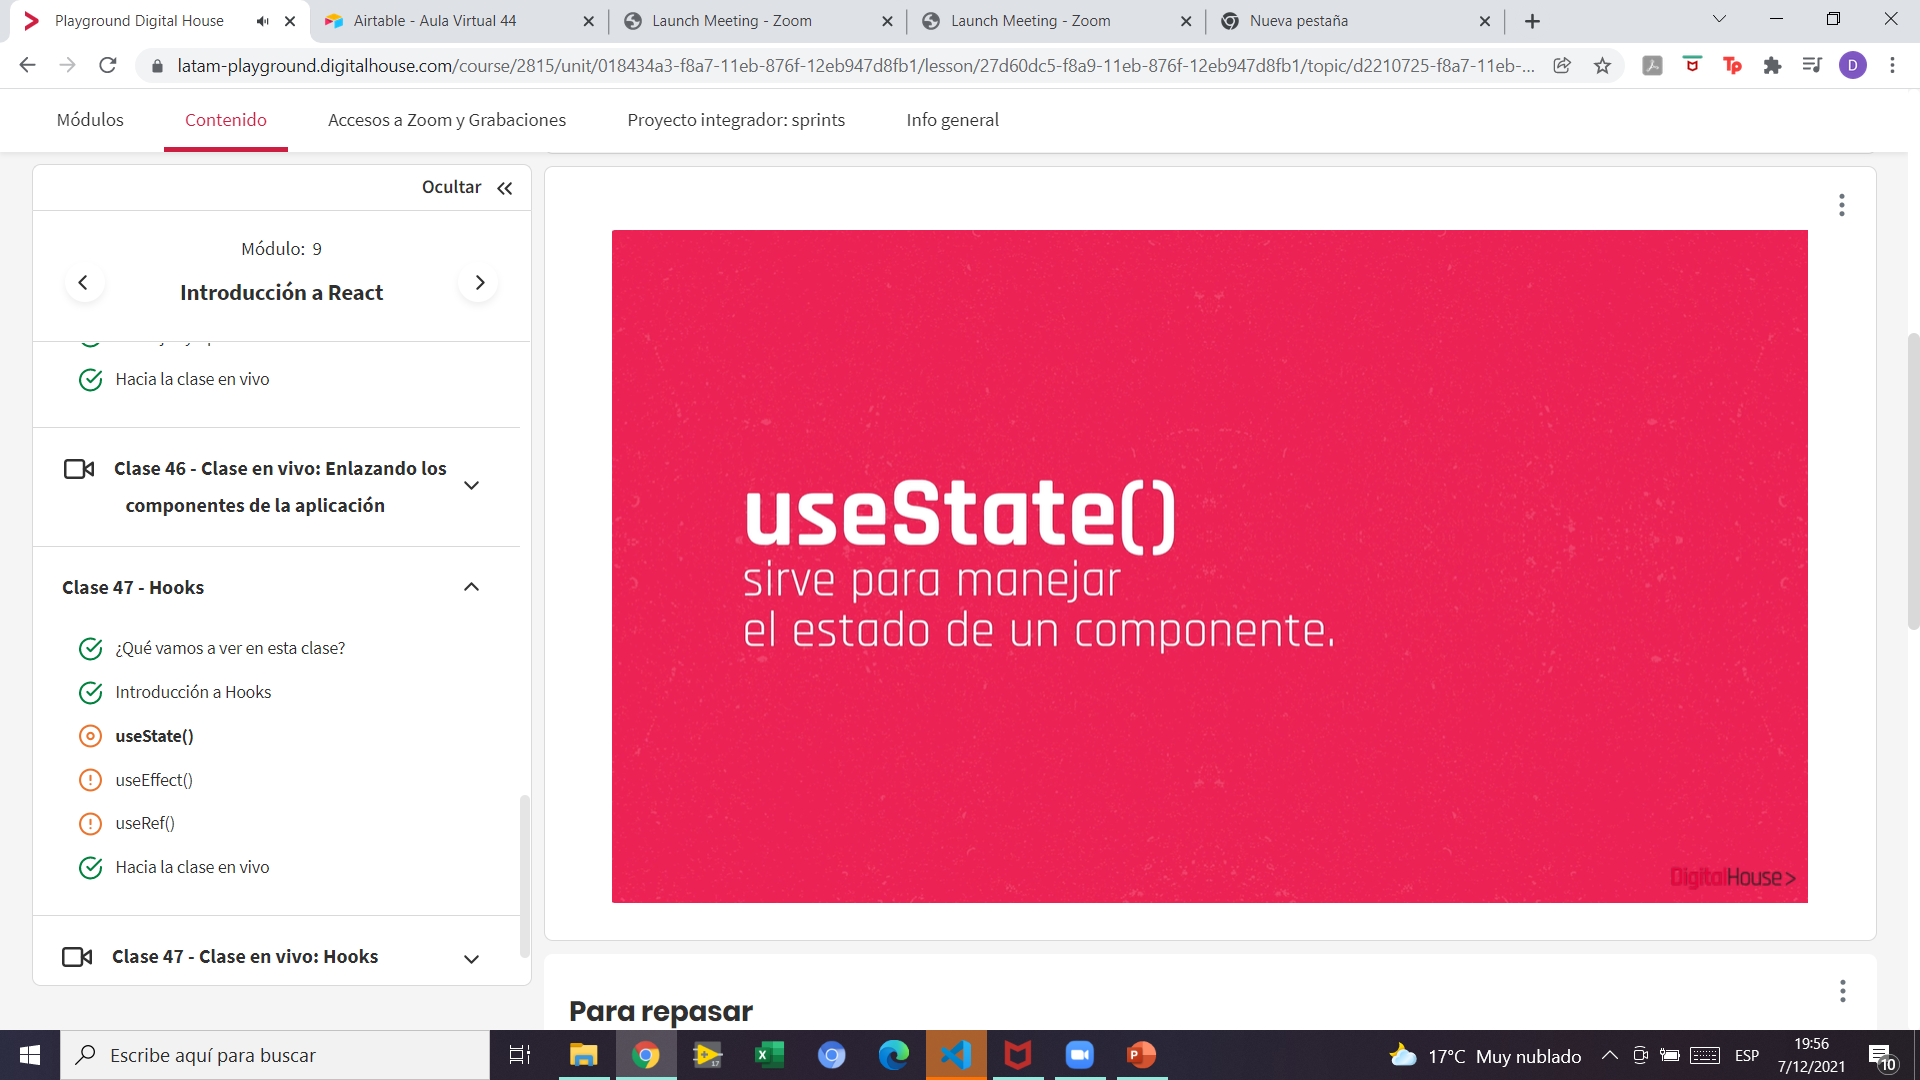 Playground Digital House
Airtable - Aula Virtual 44
Launch Meeting - Zoom
Launch Meeting - Zoom
Nueva pestaña
latam-playground.digitalhouse.com/course/2815/unit/018434a3-f8a7-11eb-876f-12eb947d8fb1/lesson/27d60dc5-f8a9-11eb-876f-12eb947d8fb1/topic/d2210725-f8a7-11eb-...
Tp
D
Módulos
Contenido
Accesos a Zoom y Grabaciones
Proyecto integrador: sprints
Info general
Ocultar
Módulo: 9
Introducción a React
Hacia la clase en vivo
Clase 46 - Clase en vivo: Enlazando los
componentes de la aplicación
Clase 47 - Hooks
¿Qué vamos a ver en esta clase?
Introducción a Hooks
useState()
useEffect()
useRef()
Hacia la clase en vivo
Clase 47 - Clase en vivo: Hooks
useState()
sirve para manejar
el estado de un componente.
DigitalHouse>
Para repasar
Escribe aquí para buscar
17
17°C Muy nublado
ESP
19:56
7/12/2021
10